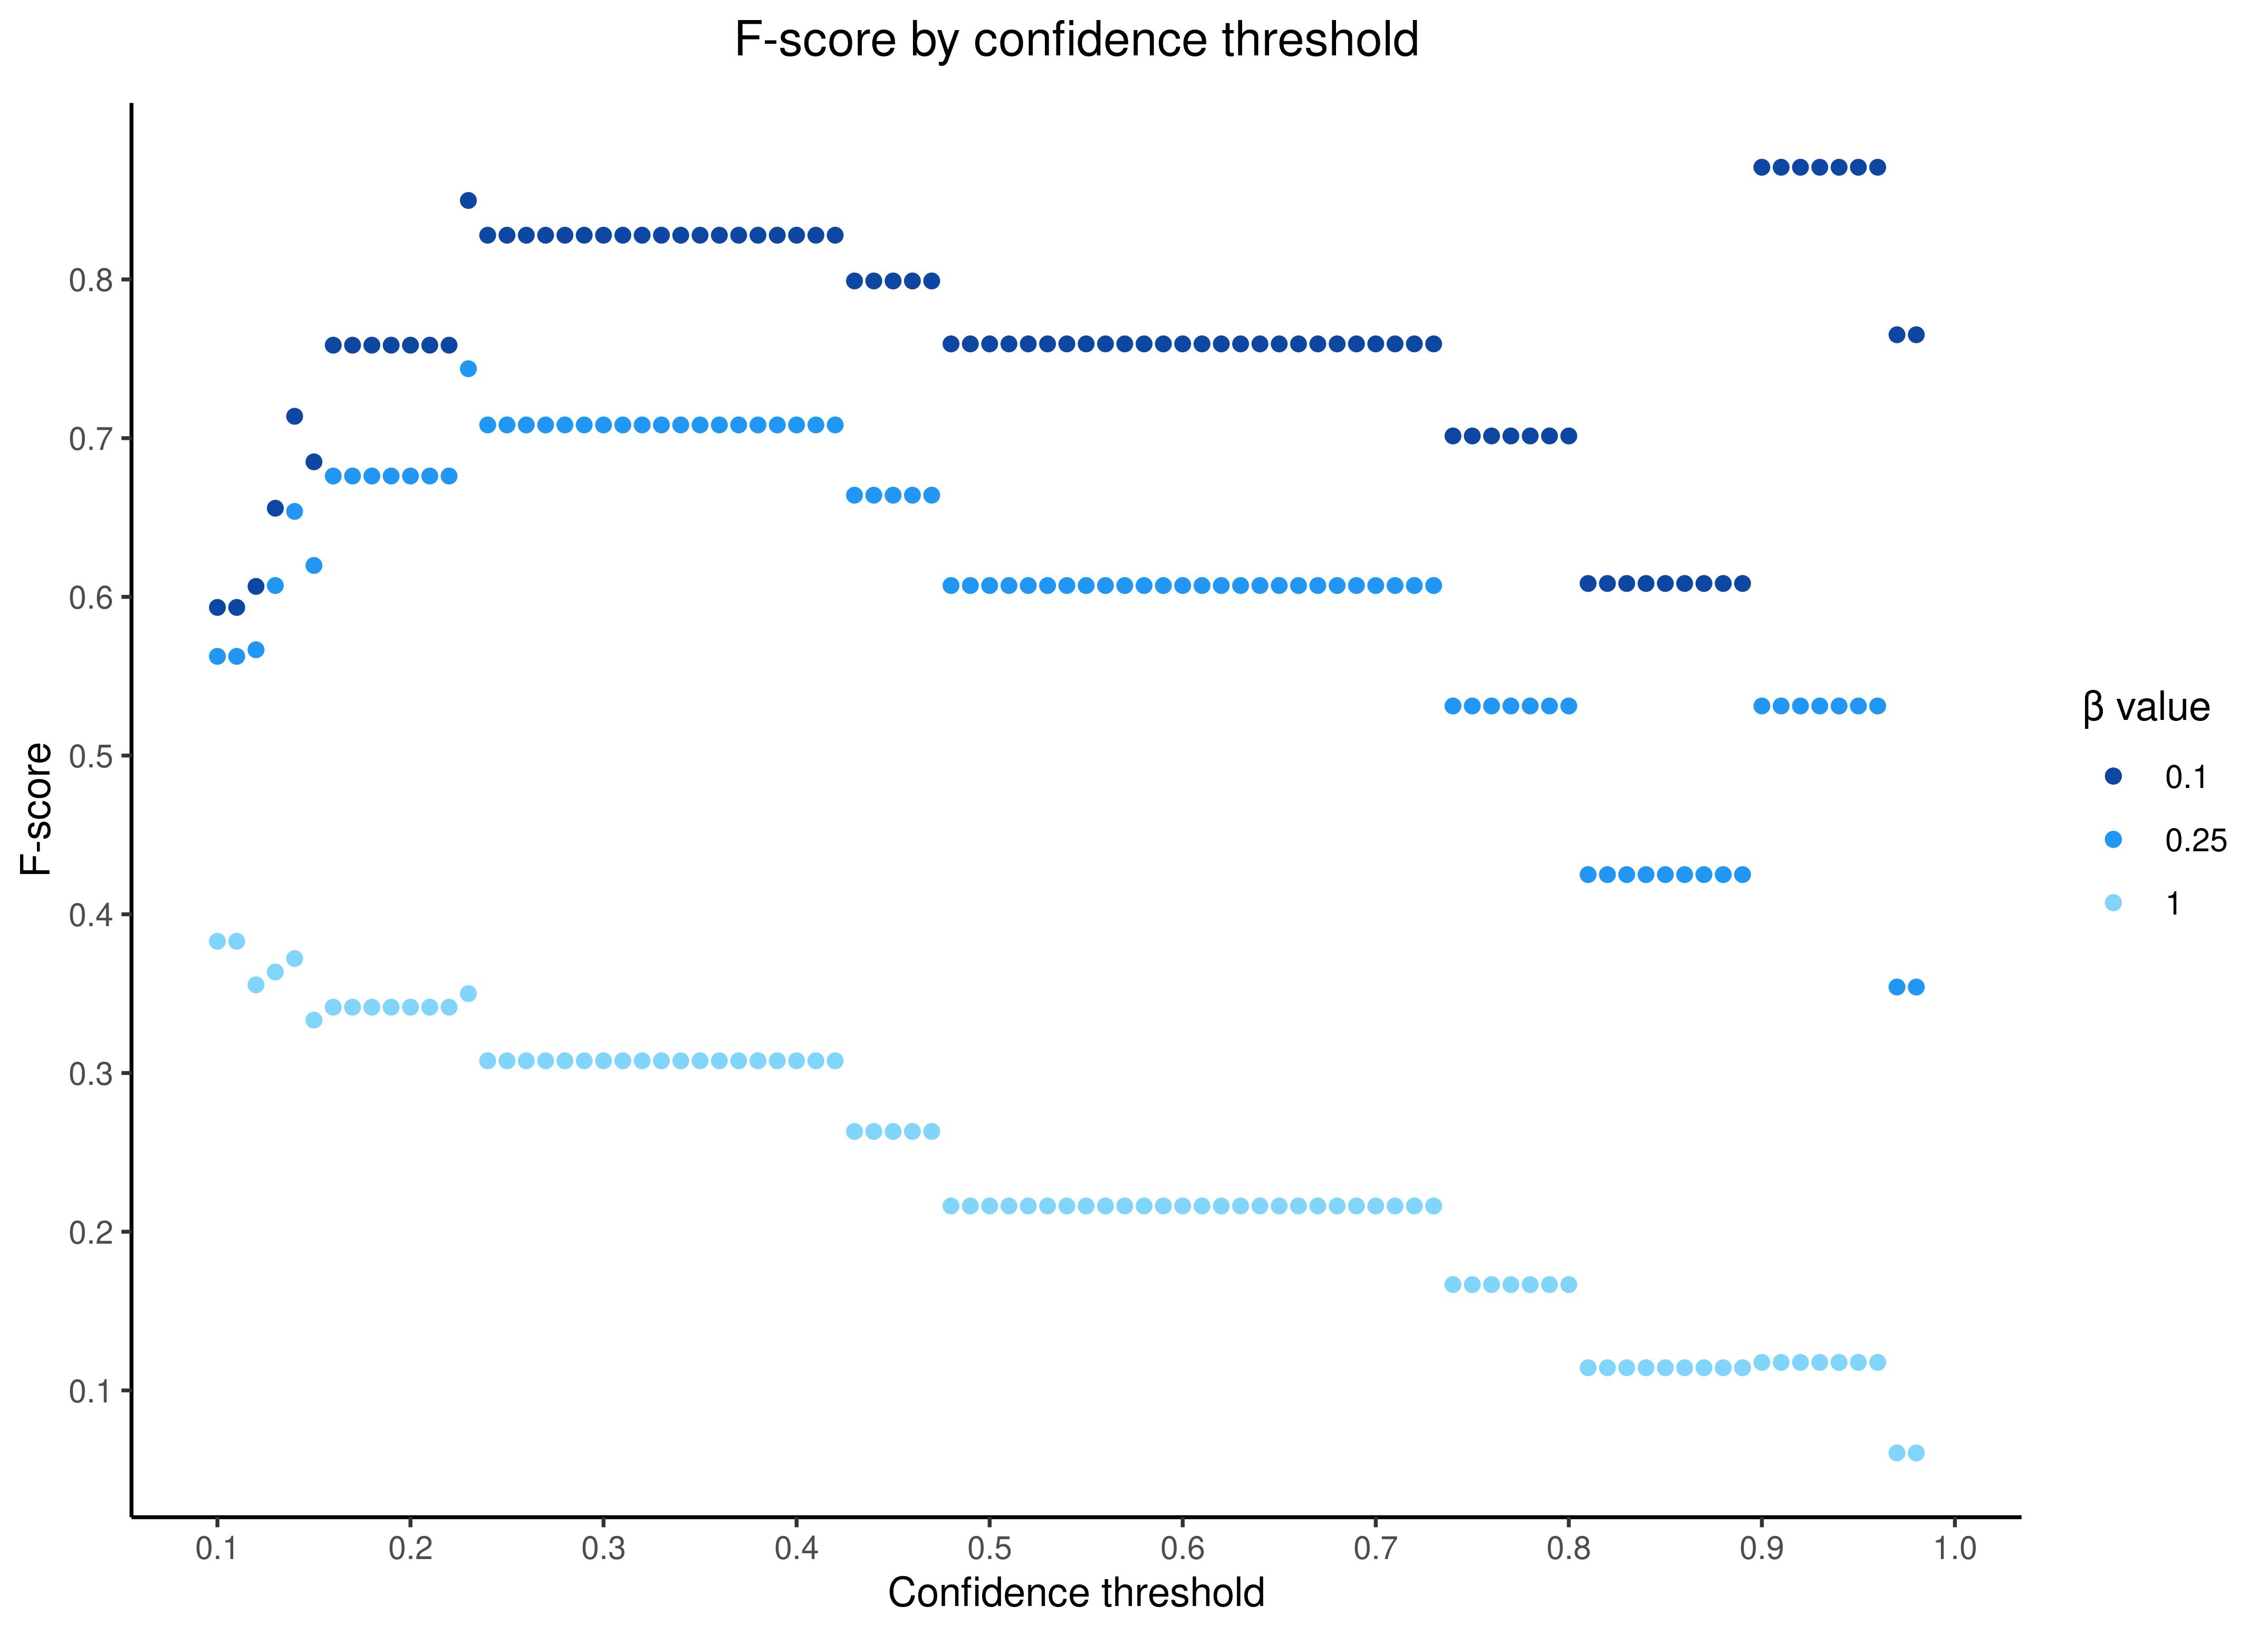 F-score by confidence threshold
F-score
0.8
0.7
0.6
0.5
0.4
0.3
0.2
0.1
0.1 0.2 0.3 0.4 0.5 0.6 0.7 0.8 0.9 1.0
Confidence threshold
β value
0.1
0.25
1